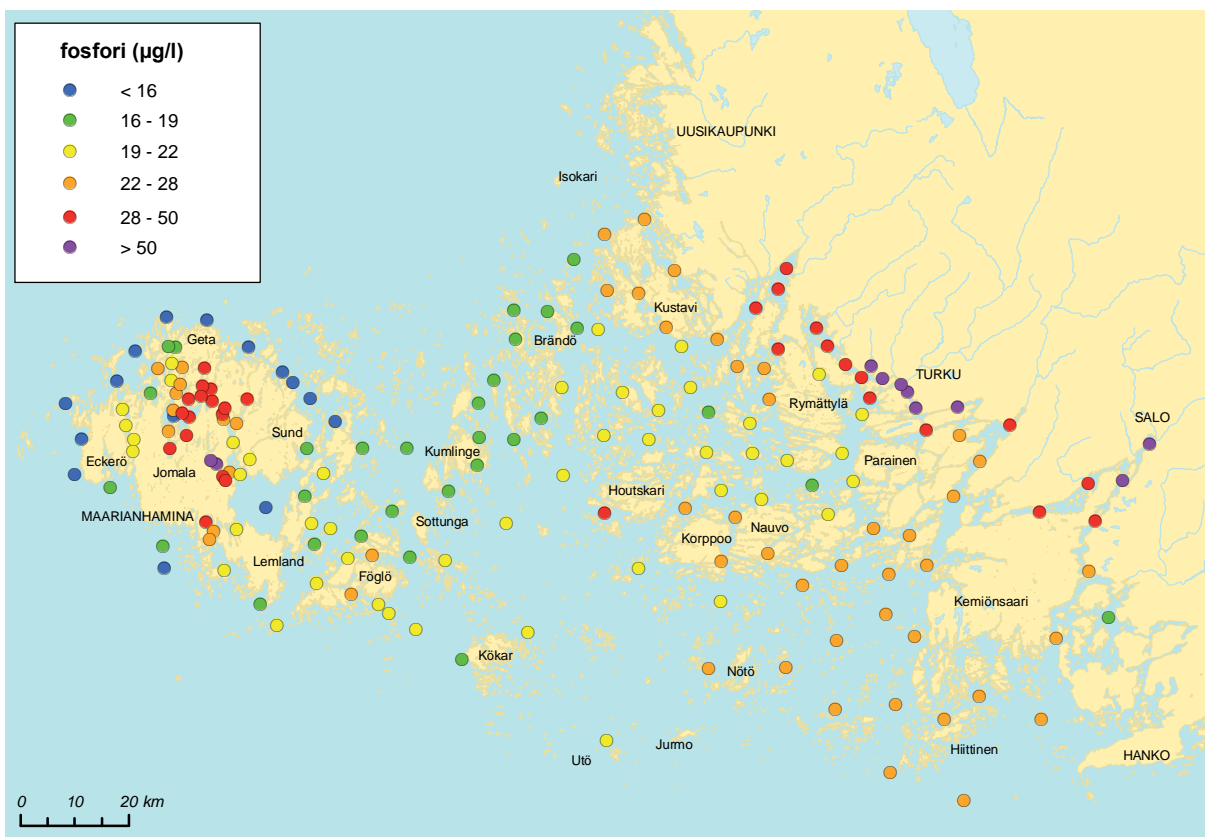 fosfori (µg/l)
< 16
16 - 19
19 - 22
22 - 28
28 - 50
> 50
UUSIKAUPUNKI
Isokari
Kustavi
Geta
Brändö
TURKU
Rymättylä
SALO
Sund
Kumlinge
Eckerö
Jomala
Parainen
Houtskari
MAARIANHAMINA
Sottunga
Nauvo
Korppoo
Lemland
Föglö
Kemiönsaari
Kökar
Nötö
Jurmo
Hiittinen
Utö
HANKO
0 10 20 km